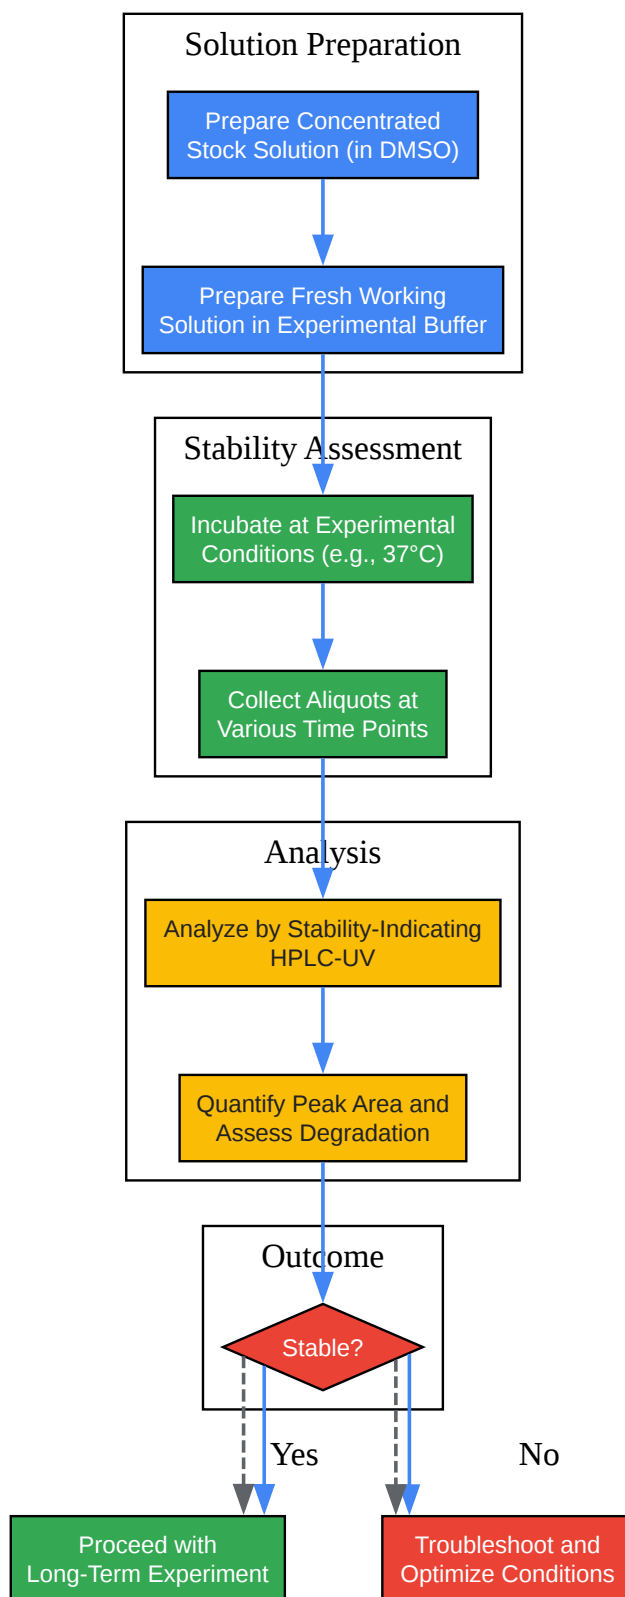 Solution Preparation
Prepare Concentrated
Stock Solution (in DMSO)
Prepare Fresh Working
Solution in Experimental Buffer
Stability Assessment
Incubate at Experimental
Conditions (e.g., 37°C)
Collect Aliquots at
Various Time Points
Analysis
Analyze by Stability-Indicating
HPLC-UV
Quantify Peak Area and
Assess Degradation
Outcome
Stable?
Yes
No
Proceed with
Long-Term Experiment
Troubleshoot and
Optimize Conditions